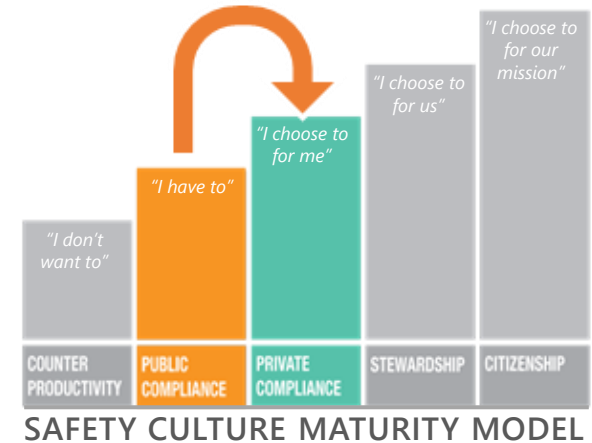 "I don't
want to"
"I have to"
"I choose to
for me"
"I choose to
for us"
"I choose to
for our
mission"
COUNTER
PRODUCTIVITY
PUBLIC
COMPLIANCE
PRIVATE
COMPLIANCE
STEWARDSHIP
CITIZENSHIP
SAFETY CULTURE MATURITY MODEL